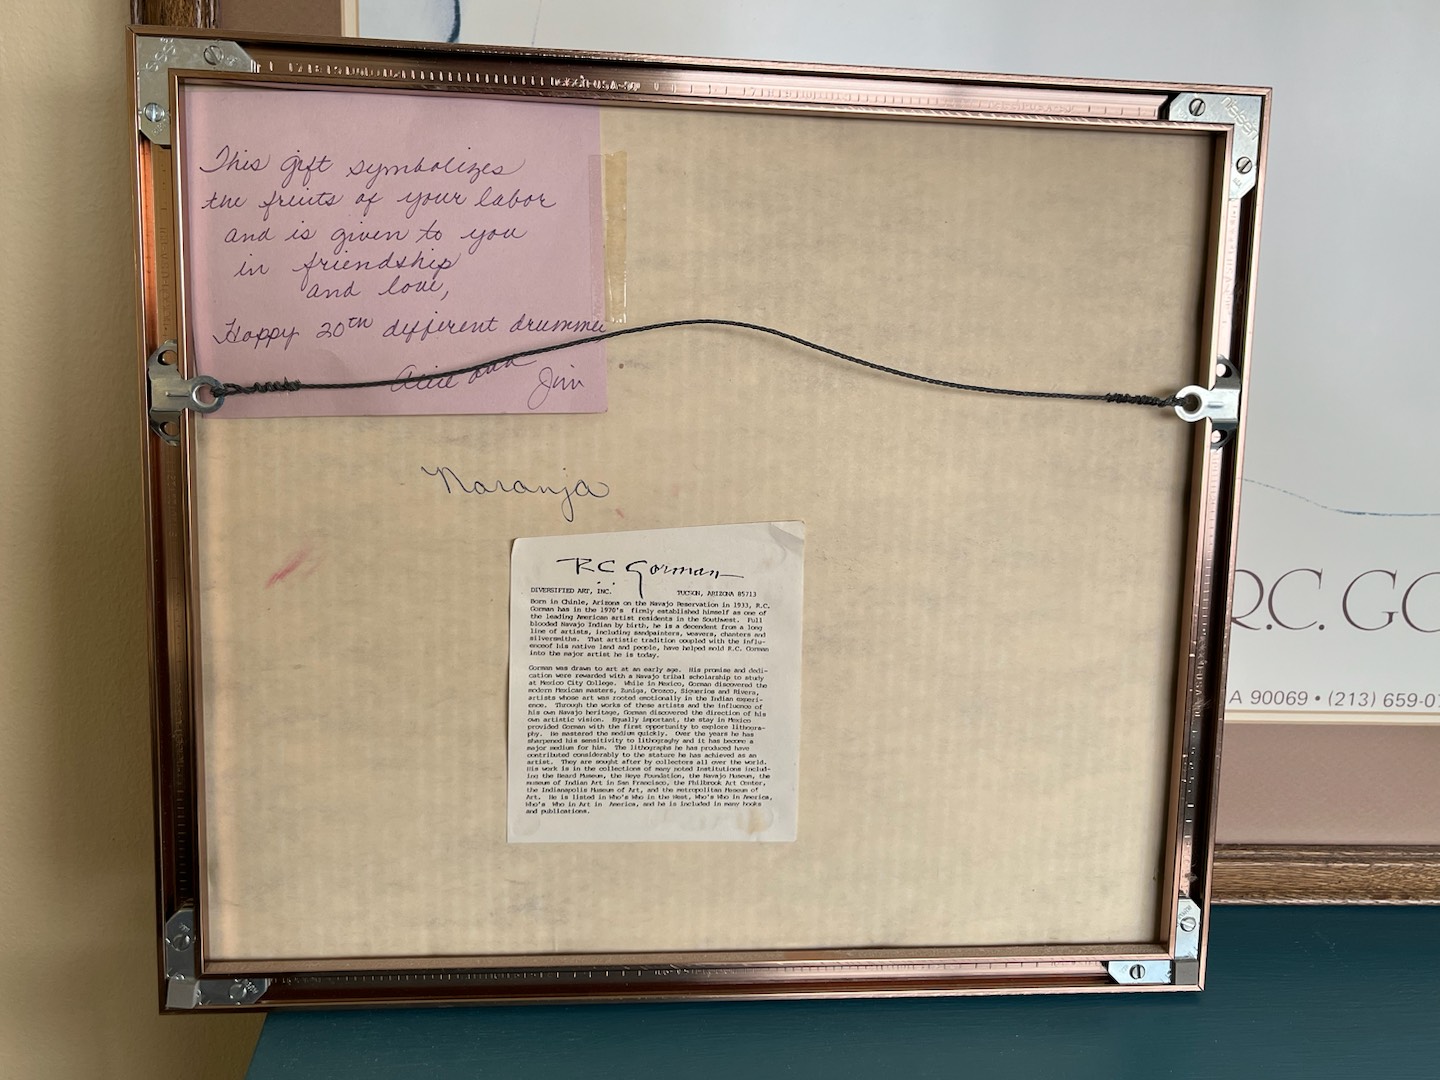 This gift symbolizes
the fruits of your labor
and is given to you
in friendship
and love,
Happy 20th different drummer
and
Jim
Naranja
R.C. Gorman
DIVERSIFIED ART, INC. TUCSON, ARIZONA 85713
Born in Chinle, Arizona on the Navajo Reservation in 1933, R.C.
Gorman has in the 1970's firmly established himself as one of
the leading American artist residents in the Southwest. Full
blooded Navajo Indian by birth, he is a decendent from a long
line of artists, including sandpainters, weavers, chanters and
silversmiths. That artistic tradition coupled with the influ-
enceof his native land and people, have helped mold R.C. Gorman
into the major artist he is today.
Gorman was drawn to art at an early age. His promise and dedi-
cation were rewarded with a Navajo tribal scholarship to study
at Mexico City College. While in Mexico, Gorman discovered the
modern Mexican masters, Zuniga, Orozco, Siquerios and Rivera,
artists whose art was rooted emotionally in the Indian experi-
ence. Through the works of these artists and the influence of
his own Navajo heritage, Gorman discovered the direction of his
own artistic vision. Equally important, the stay in Mexico
provided Gorman with the first opportunity to explore lithogra-
phy. He mastered the medium quickly. Over the years he has
sharpened his sensitivity to lithography and it has become a
major medium for him. The lithographs he has produced have
contributed considerably to the stature he has achieved as an
artist. They are sought after by collectors all over the world.
His work is in the collections of many noted Institutions includ-
ing the Heard Museum, the Heye Foundation, the Navajo Museum, the
museum of Indian Art in San Francisco, the Philbrook Art Center,
the Indianapolis Museum of Art, and the metropolitan Museum of
Art. He is listed in Who's Who in the West, Who's Who in America,
Who's Who in Art in America, and he is included in many books
and publications.
R.C. GO
A 90069 • (213) 659-07
nielsen